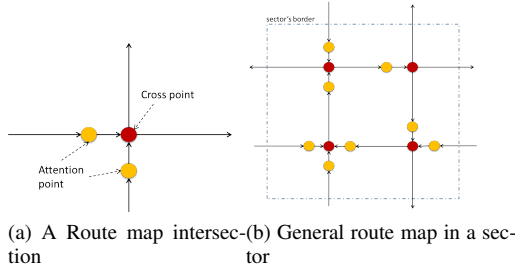 sector's border
Cross point
Attention
point
(a) A Route map intersec-
tion
(b) General route map in a sec-
tor